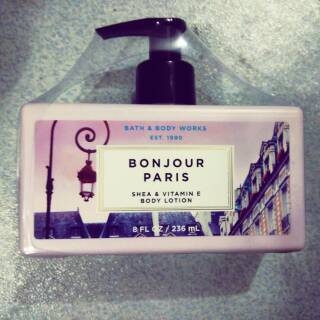 BATH & BODY WORKS
EST. 1990
BONJOUR
PARIS
SHEA & VITAMIN E
BODY LOTION
8 FL OZ / 236 mL